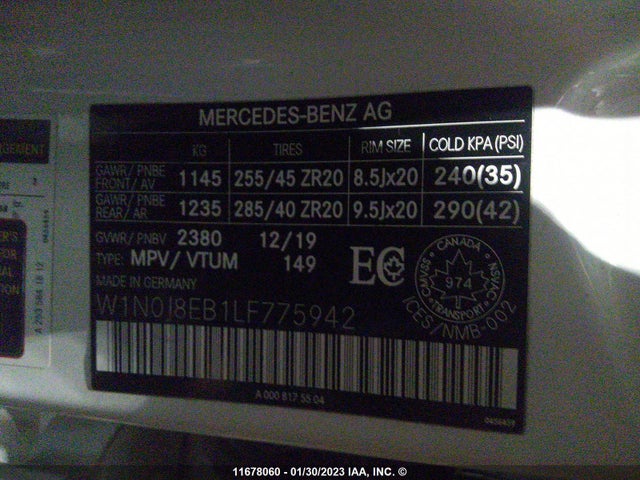 MERCEDES-BENZ AG
KG TIRES RIM SIZE COLD KPA (PSI)
GAWR/ PNBE FRONT/ AV 1145 255/45 ZR20 8.5Jx20 240(35)
GAWR/ PNBE REAR/ AR 1235 285/40 ZR20 9.5Jx20 290(42)
GVWR/ PNBV 2380 12/19
TYPE: MPV/ VTUM 149
MADE IN GERMANY
EC
CANADA
CMVSS NSVAC
974
TRANSPORT
ICES/NMB-002
W1N0J8EB1LF775942
A 000 817 55 04
11678060 - 01/30/2023 IAA, INC. ©